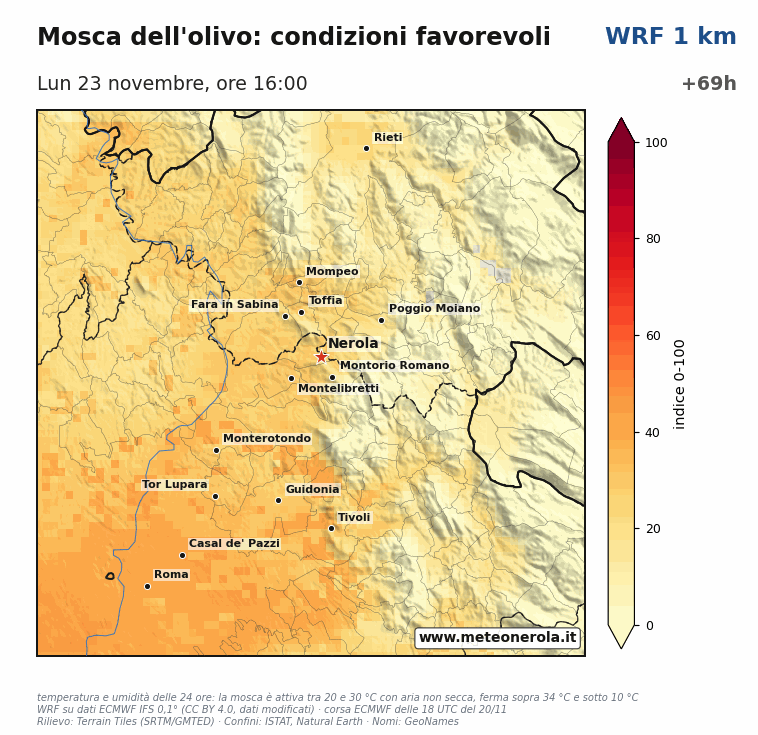 Mosca dell'olivo: condizioni favorevoli
WRF 1 km
Lun 23 novembre, ore 16:00
+69h
Rieti
Mompeo
Fara in Sabina
Toffia
Poggio Moiano
Nerola
Montorio Romano
Montelibretti
Monterotondo
Tor Lupara
Guidonia
Tivoli
Casal de' Pazzi
Roma
www.meteonerola.it
100
80
60
40
20
0
indice 0-100
temperatura e umidità delle 24 ore: la mosca è attiva tra 20 e 30 °C con aria non secca, ferma sopra 34 °C e sotto 10 °C
WRF su dati ECMWF IFS 0,1° (CC BY 4.0, dati modificati) · corsa ECMWF delle 18 UTC del 20/11
Rilievo: Terrain Tiles (SRTM/GMTED) · Confini: ISTAT, Natural Earth · Nomi: GeoNames